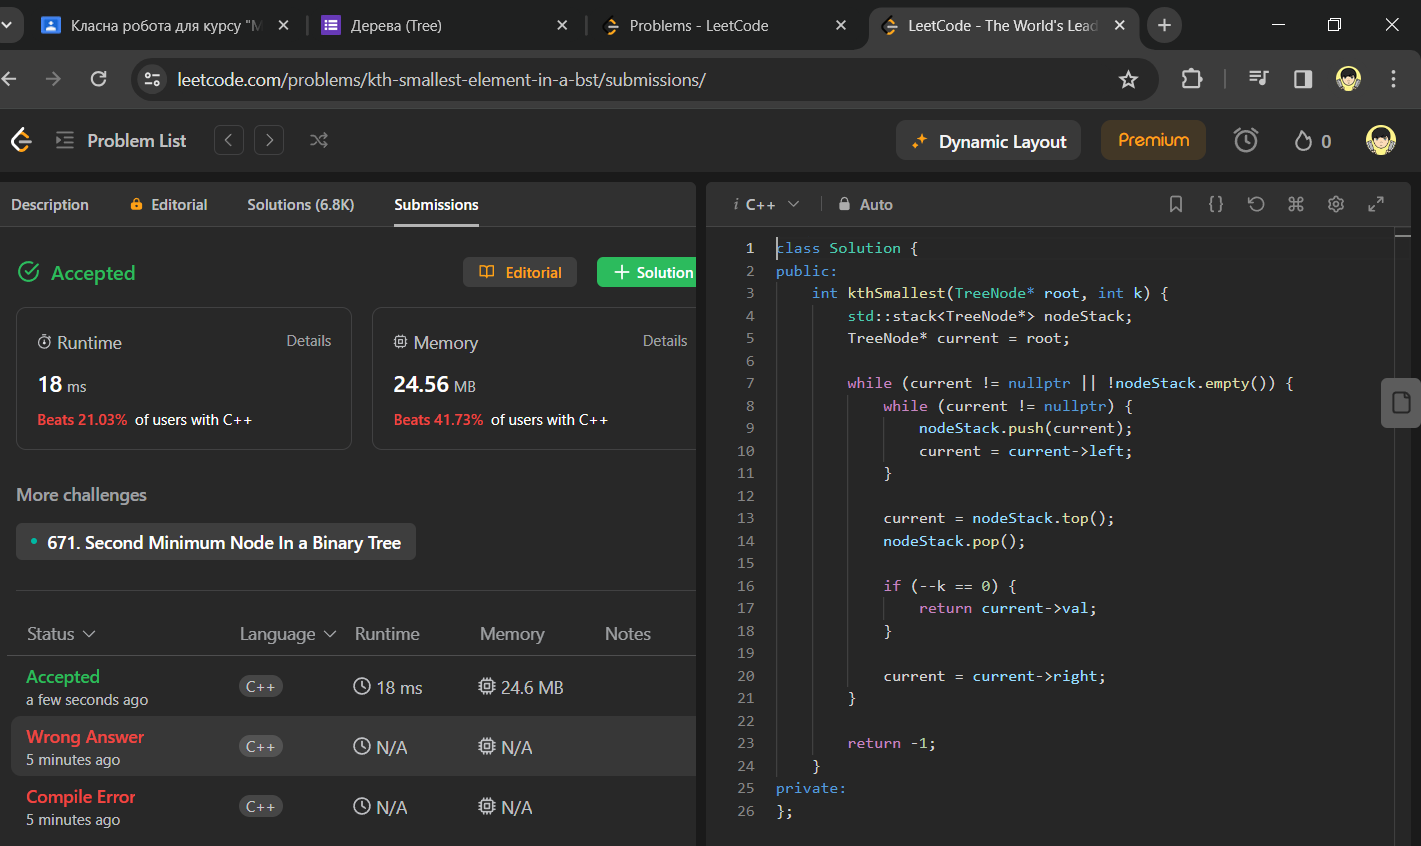 Класна робота для курсу "М
Дерева (Tree)
Problems - LeetCode
LeetCode - The World's Lead
leetcode.com/problems/kth-smallest-element-in-a-bst/submissions/
Problem List
Dynamic Layout
Premium
0
Description
Editorial
Solutions (6.8K)
Submissions
Accepted
Editorial
+ Solution
Runtime
Details
18 ms
Beats 21.03% of users with C++
Memory
Details
24.56 MB
Beats 41.73% of users with C++
More challenges
671. Second Minimum Node In a Binary Tree
Status Language Runtime Memory Notes
Accepted
a few seconds ago
C++
18 ms
24.6 MB
Wrong Answer
5 minutes ago
C++
N/A
N/A
Compile Error
5 minutes ago
C++
N/A
N/A
i C++
Auto
1 class Solution {
2 public:
3     int kthSmallest(TreeNode* root, int k) {
4         std::stack<TreeNode*> nodeStack;
5         TreeNode* current = root;
6
7         while (current != nullptr || !nodeStack.empty()) {
8             while (current != nullptr) {
9                 nodeStack.push(current);
10                 current = current->left;
11             }
12
13             current = nodeStack.top();
14             nodeStack.pop();
15
16             if (--k == 0) {
17                 return current->val;
18             }
19
20             current = current->right;
21         }
22
23         return -1;
24     }
25 private:
26 };